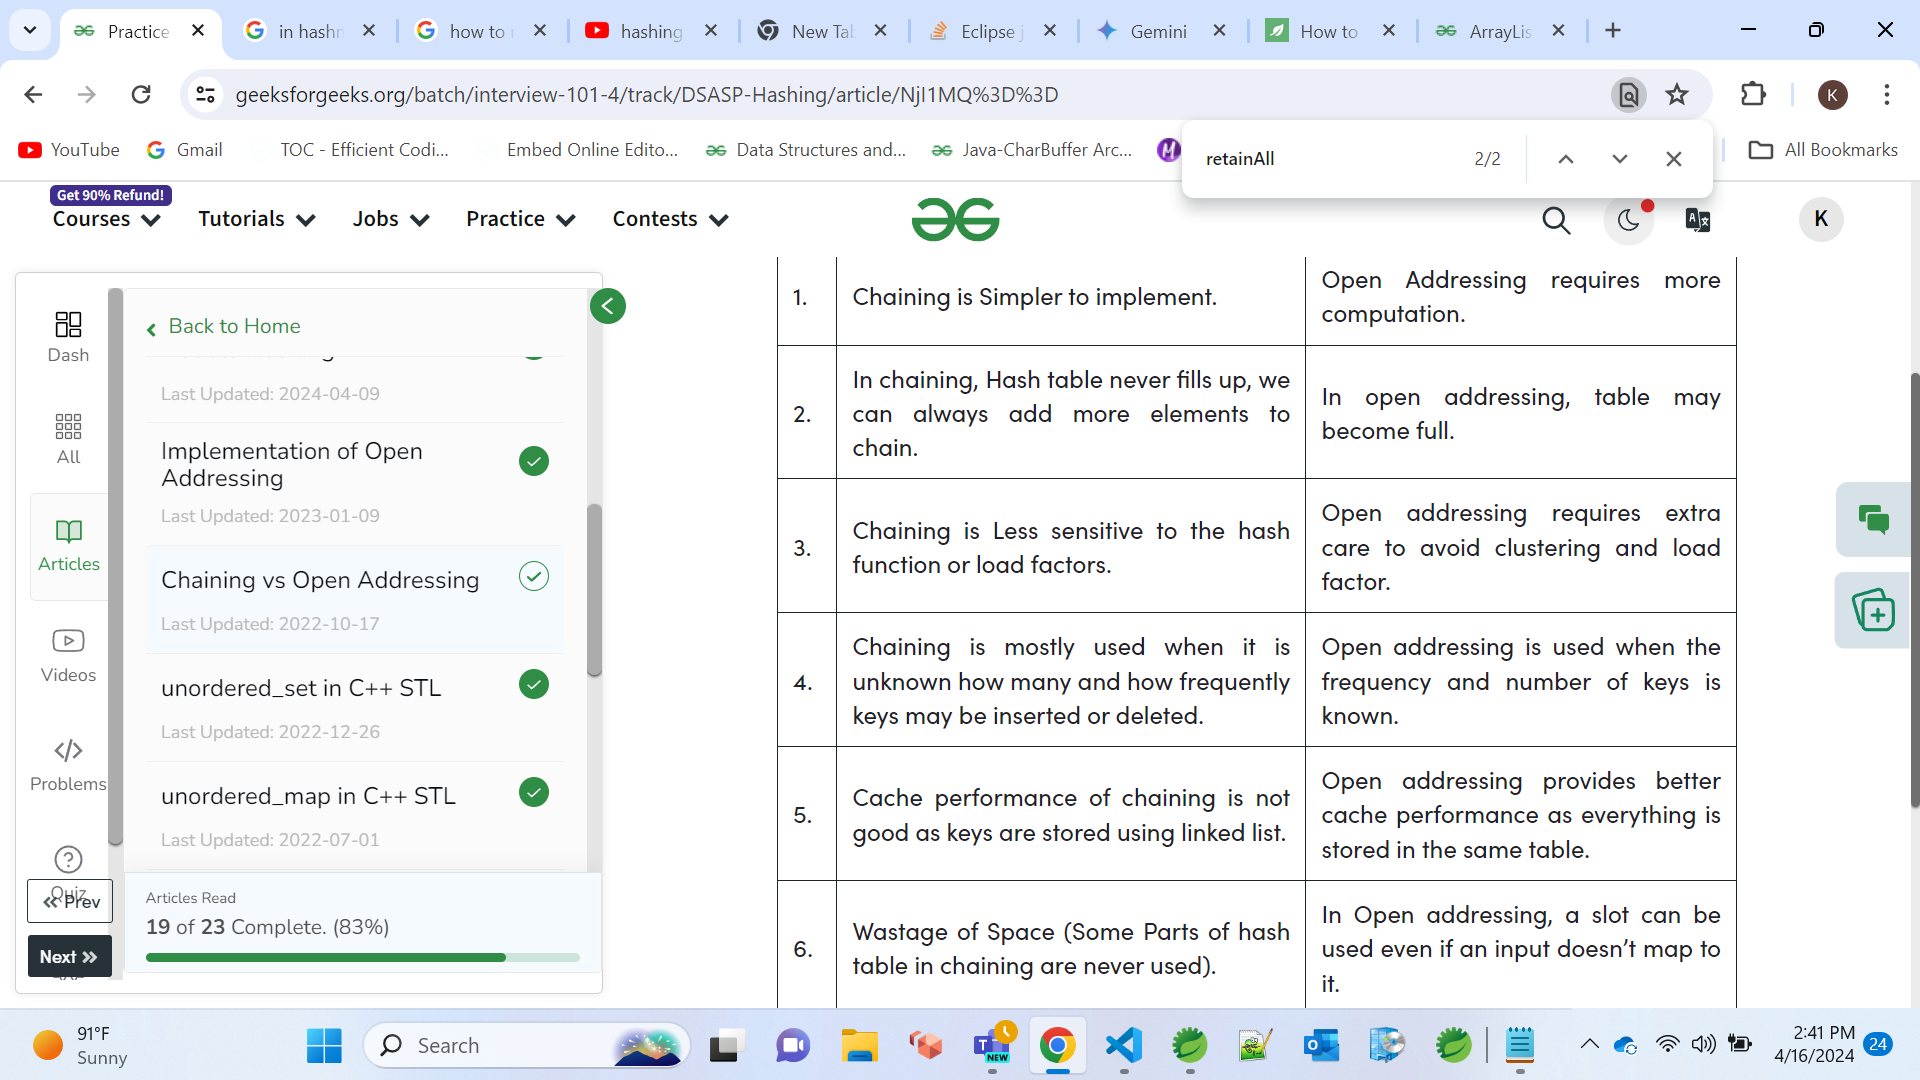 Practice
in hashm
how to r
hashing
New Tab
Eclipse j
Gemini
How to
ArrayLis
geeksforgeeks.org/batch/interview-101-4/track/DSASP-Hashing/article/NjI1MQ%3D%3D
K
YouTube
Gmail
TOC - Efficient Codi...
Embed Online Edito...
Data Structures and...
Java-CharBuffer Arc...
All Bookmarks
retainAll
2/2
Get 90% Refund!
Courses
Tutorials
Jobs
Practice
Contests
K
Back to Home
Last Updated: 2024-04-09
Implementation of Open
Addressing
Last Updated: 2023-01-09
Chaining vs Open Addressing
Last Updated: 2022-10-17
unordered_set in C++ STL
Last Updated: 2022-12-26
unordered_map in C++ STL
Last Updated: 2022-07-01
Articles Read
19 of 23 Complete. (83%)
Dash
All
Articles
Videos
Problems
Quiz
Prev
Next
1.
Chaining is Simpler to implement.
Open Addressing requires more
computation.
2.
In chaining, Hash table never fills up, we
can always add more elements to
chain.
In open addressing, table may
become full.
3.
Chaining is Less sensitive to the hash
function or load factors.
Open addressing requires extra
care to avoid clustering and load
factor.
4.
Chaining is mostly used when it is
unknown how many and how frequently
keys may be inserted or deleted.
Open addressing is used when the
frequency and number of keys is
known.
5.
Cache performance of chaining is not
good as keys are stored using linked list.
Open addressing provides better
cache performance as everything is
stored in the same table.
6.
Wastage of Space (Some Parts of hash
table in chaining are never used).
In Open addressing, a slot can be
used even if an input doesn’t map to
it.
91°F
Sunny
Search
NEW
2:41 PM
4/16/2024
24